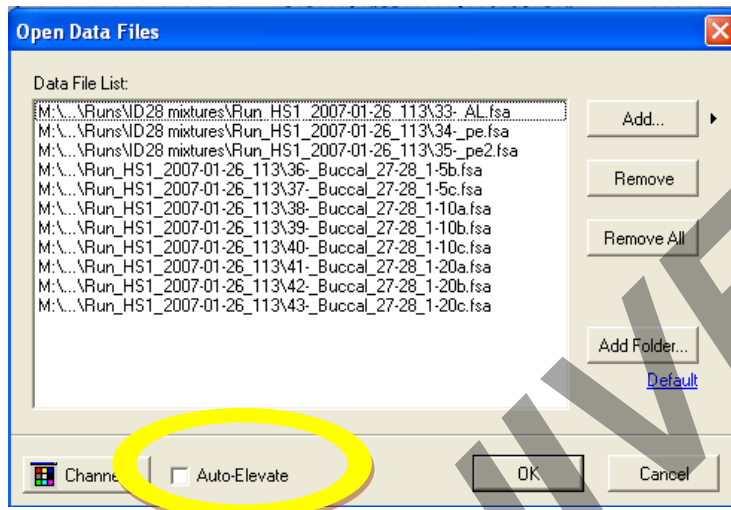 Open Data Files
Data File List:
M:\...\Runs\ID28 mixtures\Run_HS1_2007-01-26_113\33-_AL.fsa
M:\...\Runs\ID28 mixtures\Run_HS1_2007-01-26_113\34-_pe.fsa
M:\...\Runs\ID28 mixtures\Run_HS1_2007-01-26_113\35-_pe2.fsa
M:\...\Run_HS1_2007-01-26_113\36-_Buccal_27-28_1-5b.fsa
M:\...\Run_HS1_2007-01-26_113\37-_Buccal_27-28_1-5c.fsa
M:\...\Run_HS1_2007-01-26_113\38-_Buccal_27-28_1-10a.fsa
M:\...\Run_HS1_2007-01-26_113\39-_Buccal_27-28_1-10b.fsa
M:\...\Run_HS1_2007-01-26_113\40-_Buccal_27-28_1-10c.fsa
M:\...\Run_HS1_2007-01-26_113\41-_Buccal_27-28_1-20a.fsa
M:\...\Run_HS1_2007-01-26_113\42-_Buccal_27-28_1-20b.fsa
M:\...\Run_HS1_2007-01-26_113\43-_Buccal_27-28_1-20c.fsa
Add...
Remove
Remove All
Add Folder...
Default
Auto-Elevate
OK
Cancel